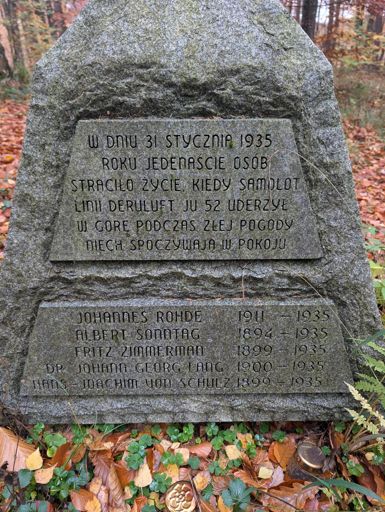 W DNIU 31 STYCZNIA 1935
ROKU JEDENAŚCIE OSÓB
STRACIŁO ŻYCIE, KIEDY SAMOLOT
LINII DERULUFT JU 52 UDERZYŁ
W GÓRĘ PODCZAS ZŁEJ POGODY
NIECH SPOCZYWAJĄ W POKOJU
JOHANNES ROHDE 1911 - 1935
ALBERT SONNTAG 1894 - 1935
FRITZ ZIMMERMAN 1899 - 1935
DR JOHANN GEORG LANG 1900 - 1935
HANS - JOACHIM VON SCHULZ 1899 - 1935